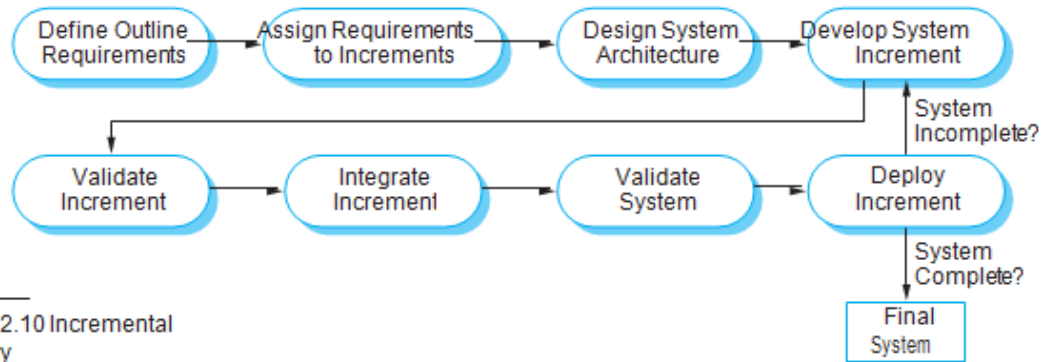 Define Outline
Requirements
Assign Requirements
to Increments
Design System
Architecture
Develop System
Increment
System
Incomplete?
Validate
Increment
Integrate
Increment
Validate
System
Deploy
Increment
System
Complete?
2.10 Incremental
y
Final
System